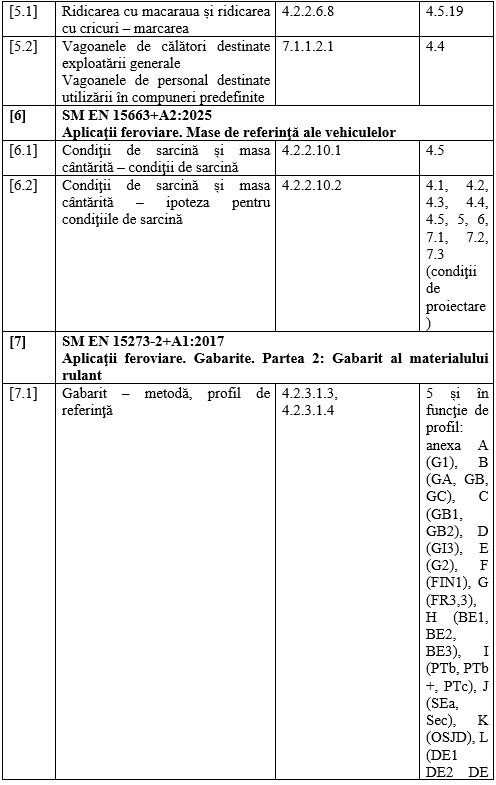 [5.1] Ridicarea cu macaraua și ridicarea 4.2.2.6.8 4.5.19
cu cricuri – marcarea
[5.2] Vagoanele de călători destinate 7.1.1.2.1 4.4
exploatării generale
Vagoanele de personal destinate
utilizării în compuneri predefinite
[6] SM EN 15663+A2:2025
Aplicații feroviare. Mase de referință ale vehiculelor
[6.1] Condiții de sarcină și masa 4.2.2.10.1 4.5
cântărită – condiții de sarcină
[6.2] Condiții de sarcină și masa 4.2.2.10.2 4.1, 4.2,
cântărită – ipoteza pentru 4.3, 4.4,
condițiile de sarcină 4.5, 5, 6,
7.1, 7.2,
7.3
(condiții
de
proiectare
)
[7] SM EN 15273-2+A1:2017
Aplicații feroviare. Gabarite. Partea 2: Gabarit al materialului
rulant
[7.1] Gabarit – metodă, profil de 4.2.3.1.3, 5 și în
referință 4.2.3.1.4 funcție de
profil:
anexa A
(G1), B
(GA, GB,
GC), C
(GB1,
GB2), D
(GI3), E
(G2), F
(FIN1), G
(FR3,3),
H (BE1,
BE2,
BE3), I
(PTb, PTb
+, PTc), J
(SEa,
Sec), K
(OSJD), L
(DE1
DE2 DE